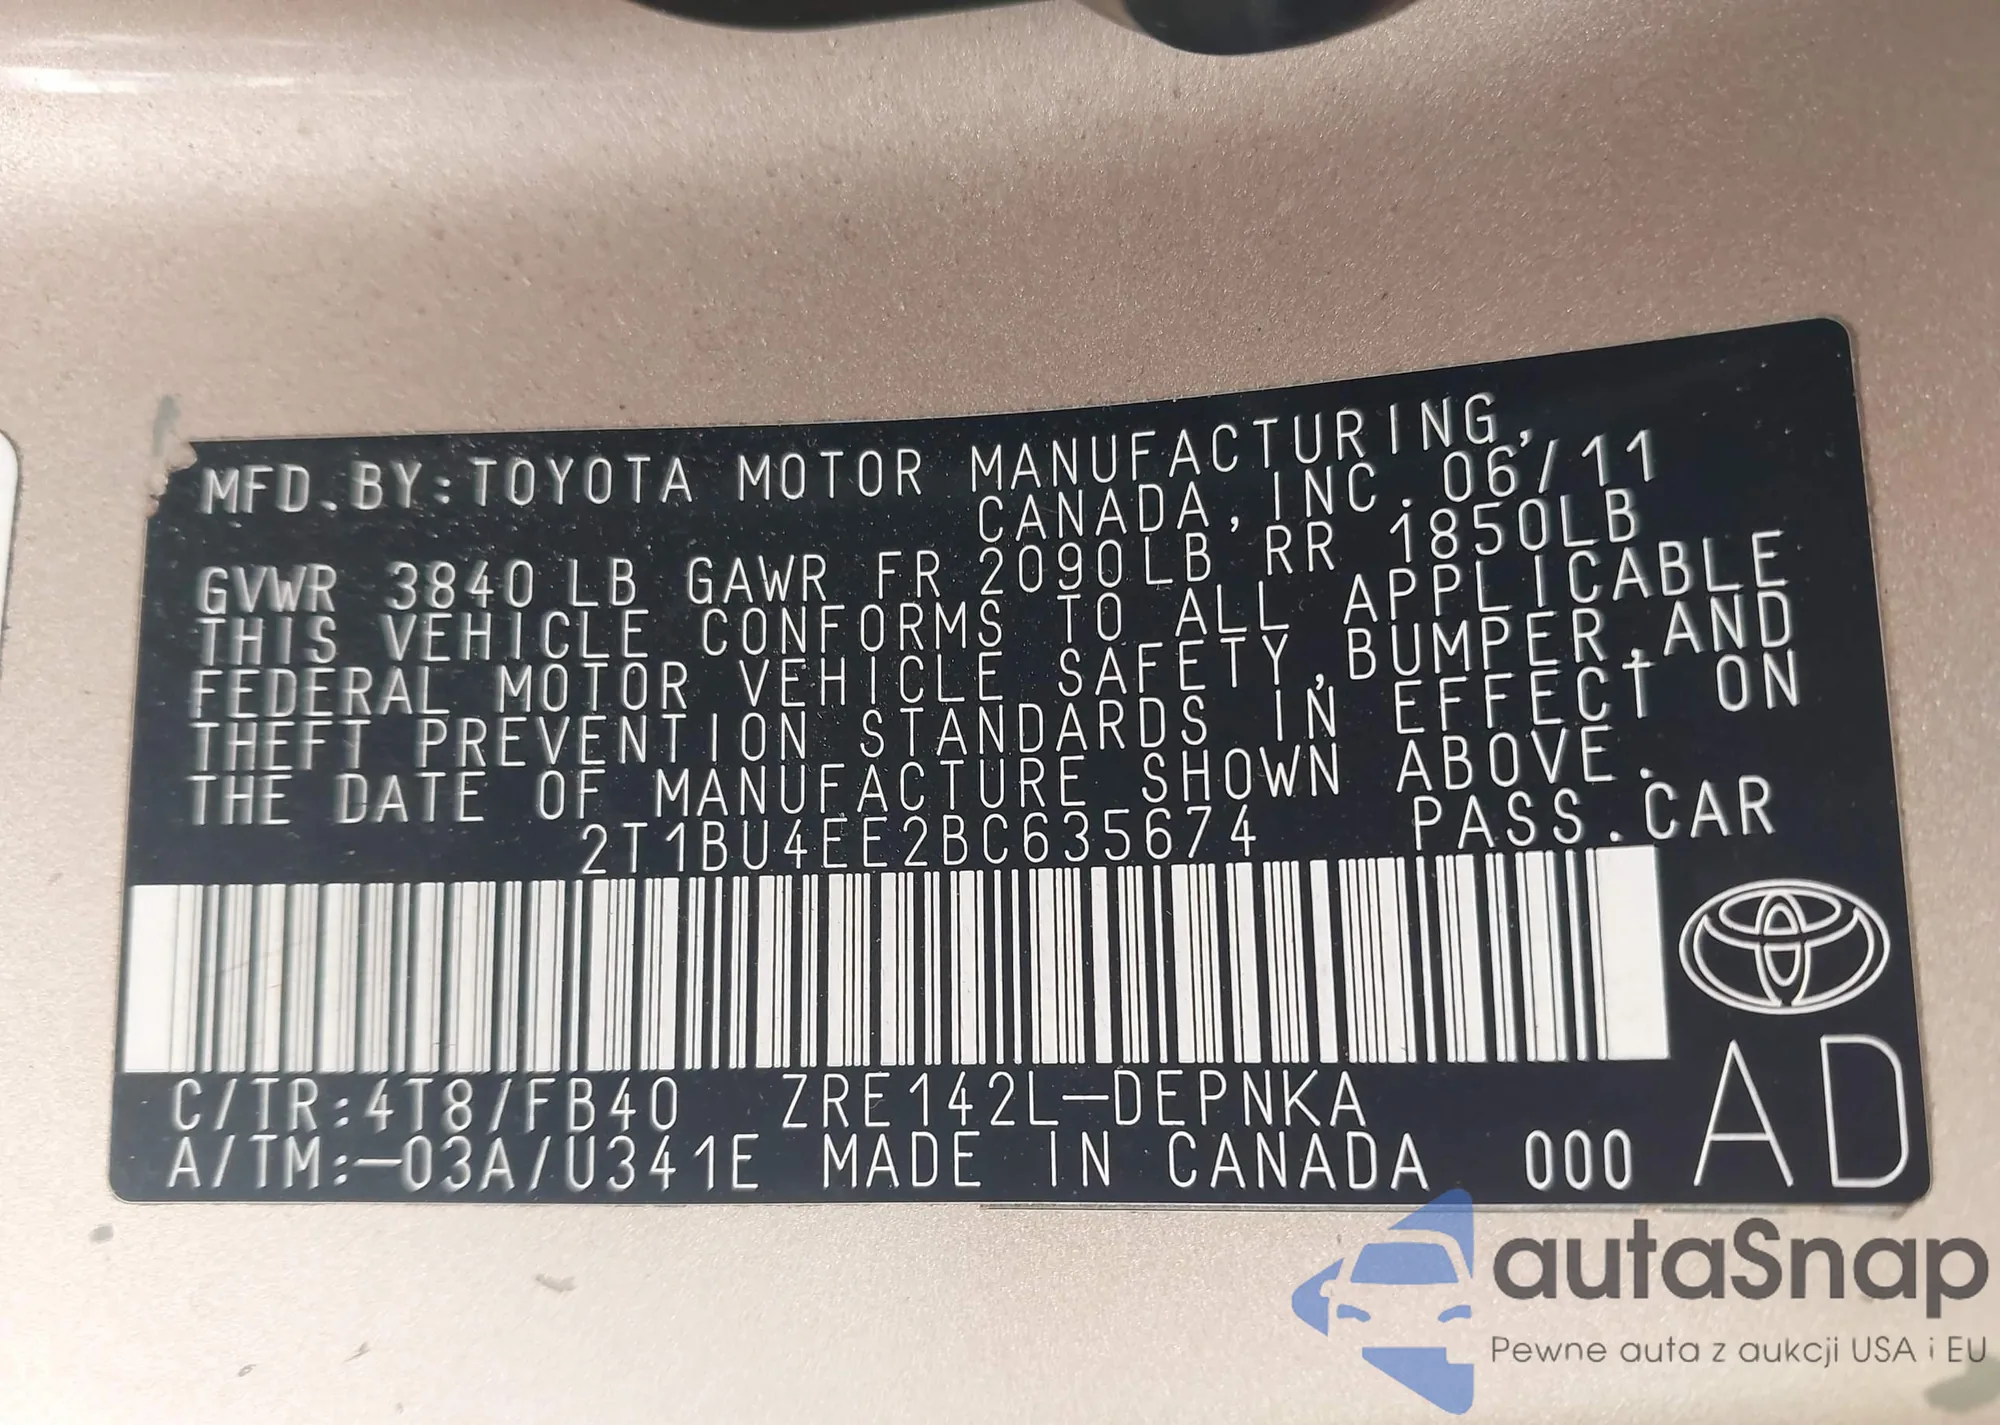 MFD.BY:TOYOTA MOTOR MANUFACTURING,
CANADA, INC. 06/11
GVWR 3840LB GAWR FR 2090LB RR 1850LB
THIS VEHICLE CONFORMS TO ALL APPLICABLE
FEDERAL MOTOR VEHICLE SAFETY,BUMPER,AND
THEFT PREVENTION STANDARDS IN EFFECT ON
THE DATE OF MANUFACTURE SHOWN ABOVE.
2T1BU4EE2BC635674 PASS.CAR
C/TR:4T8/FB40 ZRE142L-DEPNKA
A/TM:-03A/U341E MADE IN CANADA 000
AD
autaSnap
Pewne auta z aukcji USA i EU